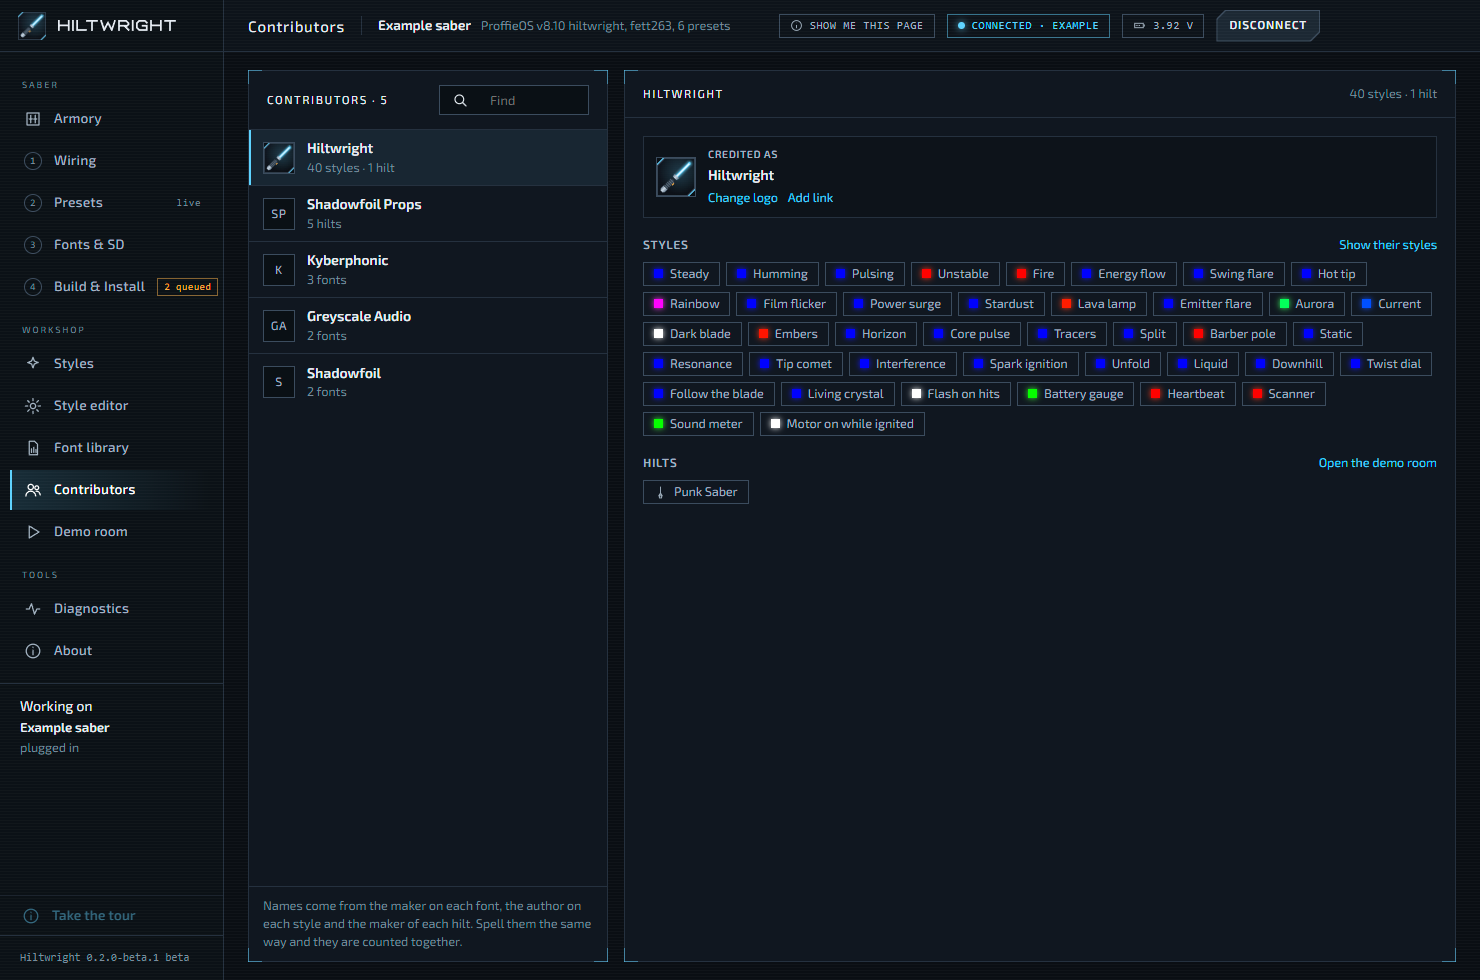 HILTWRIGHT
Contributors
Example saber ProffieOS v8.10 hiltwright, fett263, 6 presets
SHOW ME THIS PAGE
CONNECTED · EXAMPLE
3.92 V
DISCONNECT
SABER
Armory
1 Wiring
2 Presets live
3 Fonts & SD
4 Build & Install 2 queued
WORKSHOP
Styles
Style editor
Font library
Contributors
Demo room
TOOLS
Diagnostics
About
Working on
Example saber
plugged in
Take the tour
Hiltwright 0.2.0-beta.1 beta
CONTRIBUTORS · 5
Find
Hiltwright
40 styles · 1 hilt
SP Shadowfoil Props
5 hilts
K Kyberphonic
3 fonts
GA Greyscale Audio
2 fonts
S Shadowfoil
2 fonts
Names come from the maker on each font, the author on
each style and the maker of each hilt. Spell them the same
way and they are counted together.
HILTWRIGHT 40 styles · 1 hilt
CREDITED AS
Hiltwright
Change logo Add link
STYLES Show their styles
Steady Humming Pulsing Unstable Fire Energy flow Swing flare Hot tip
Rainbow Film flicker Power surge Stardust Lava lamp Emitter flare Aurora Current
Dark blade Embers Horizon Core pulse Tracers Split Barber pole Static
Resonance Tip comet Interference Spark ignition Unfold Liquid Downhill Twist dial
Follow the blade Living crystal Flash on hits Battery gauge Heartbeat Scanner
Sound meter Motor on while ignited
HILTS Open the demo room
Punk Saber